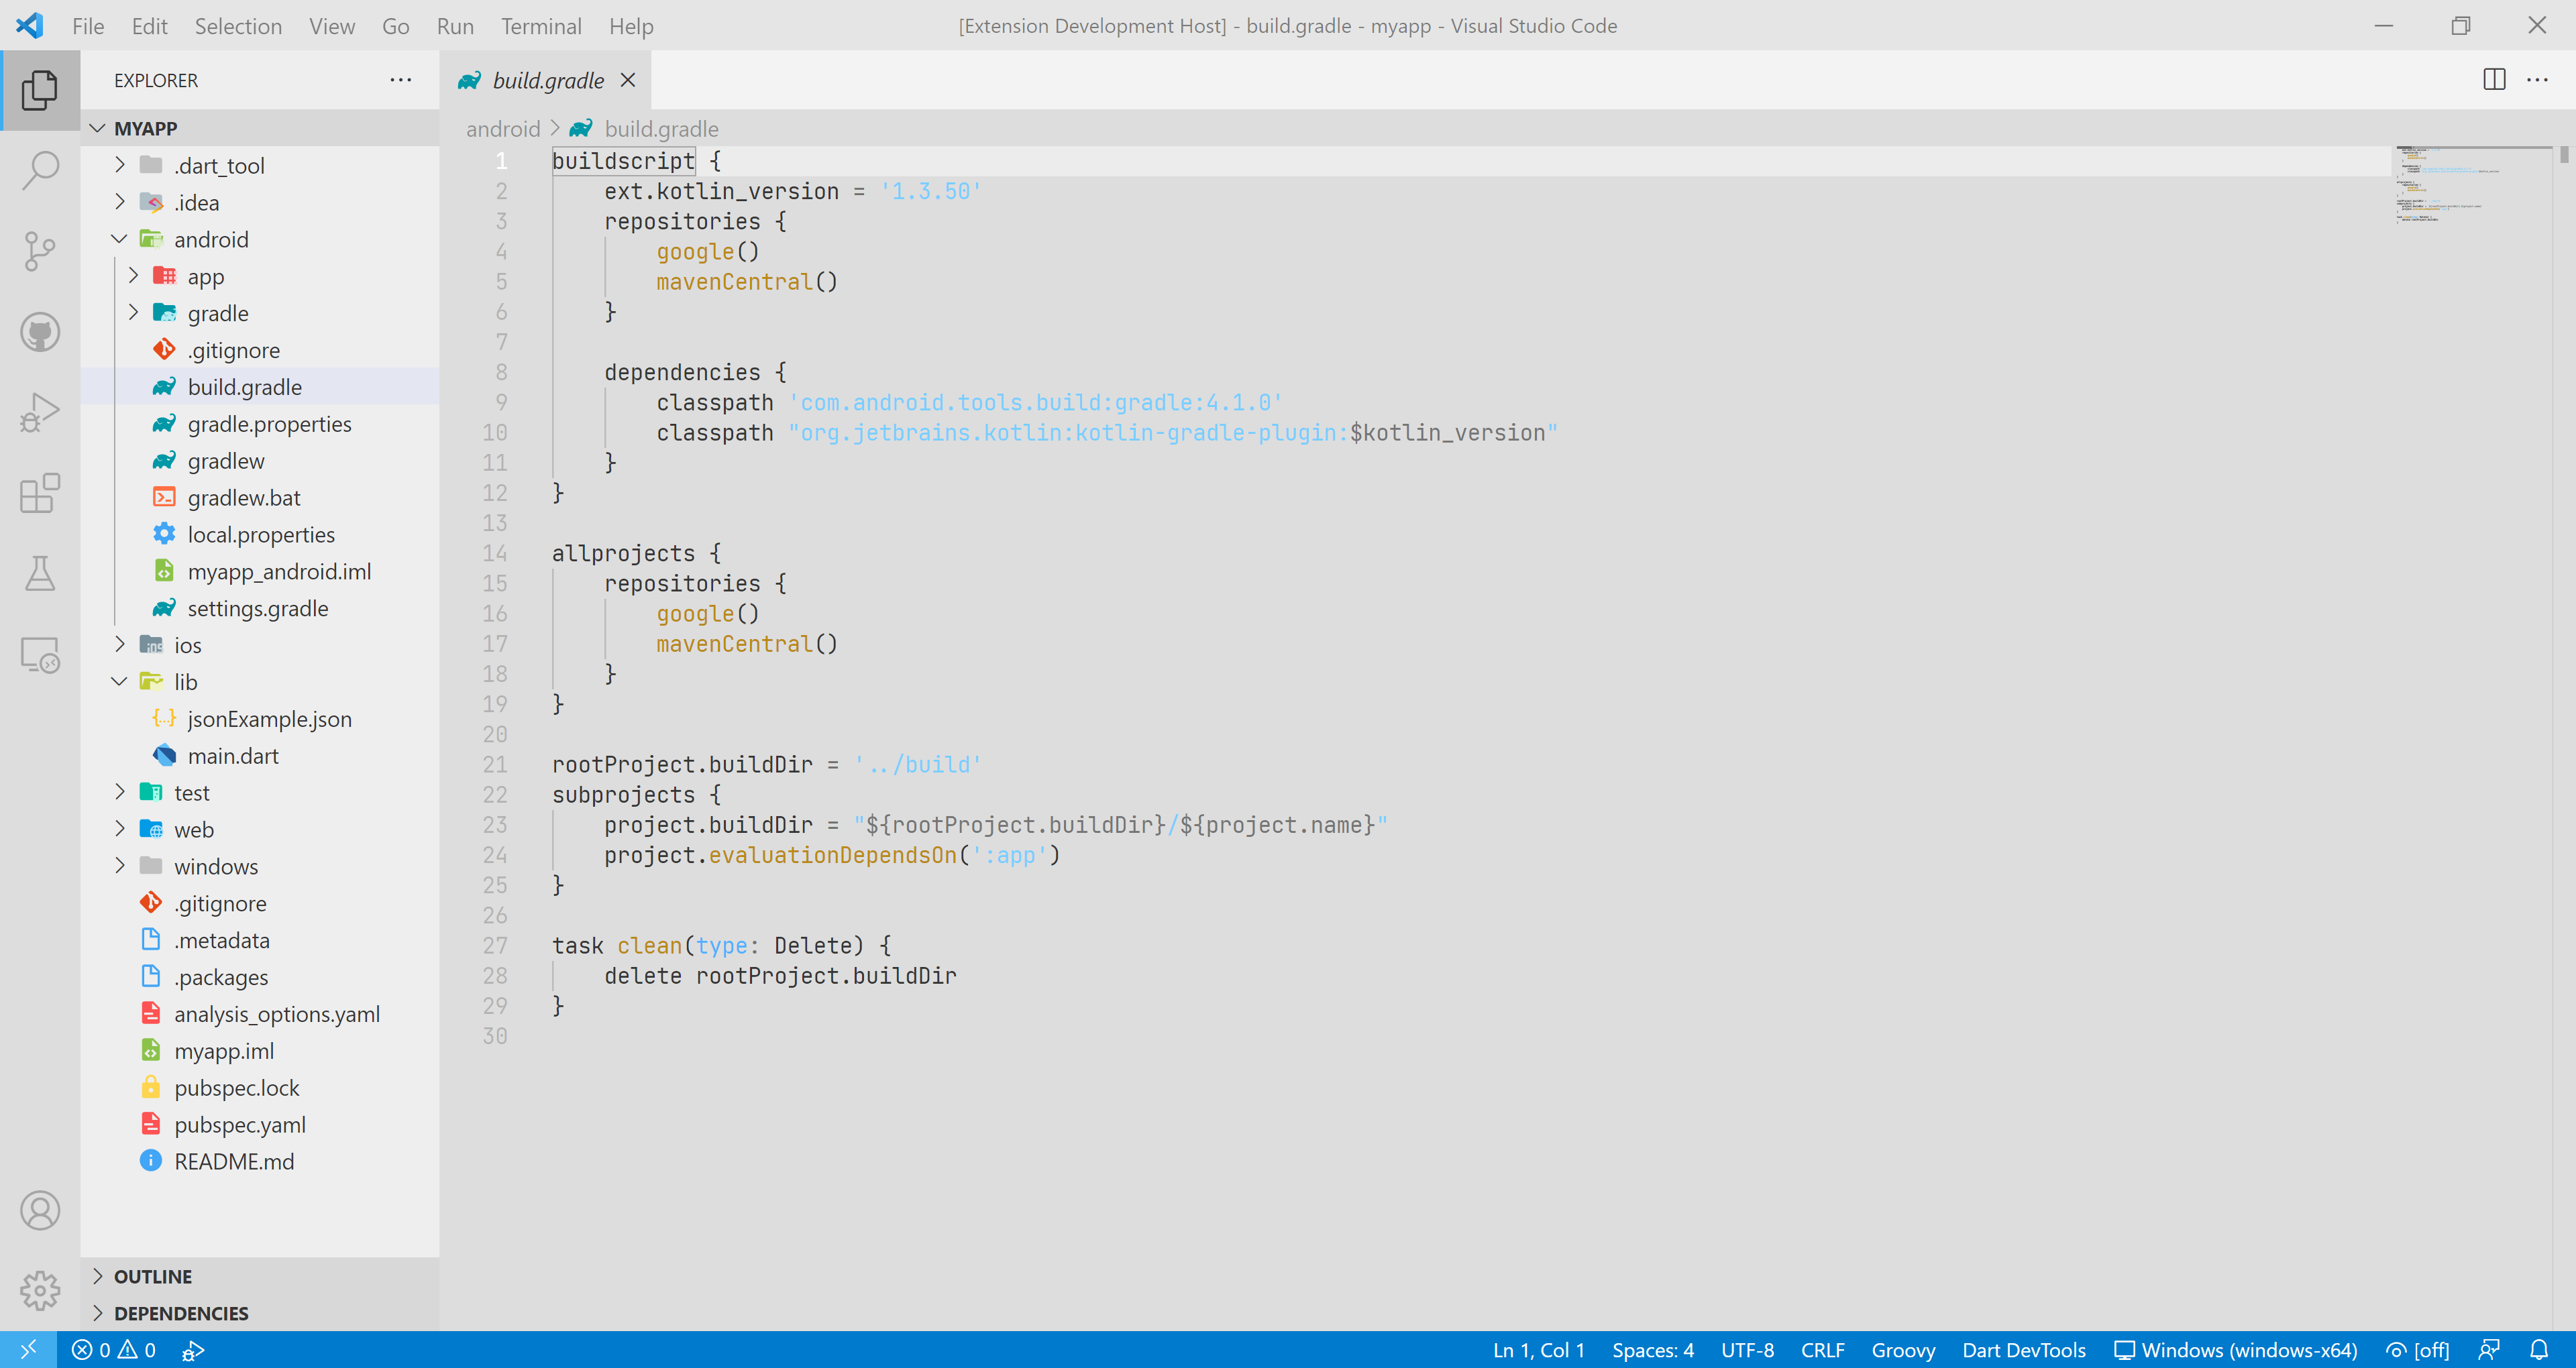 File Edit Selection View Go Run Terminal Help [Extension Development Host] - build.gradle - myapp - Visual Studio Code
EXPLORER
MYAPP
.dart_tool
.idea
android
app
gradle
.gitignore
build.gradle
gradle.properties
gradlew
gradlew.bat
local.properties
myapp_android.iml
settings.gradle
ios
lib
jsonExample.json
main.dart
test
web
windows
.gitignore
.metadata
.packages
analysis_options.yaml
myapp.iml
pubspec.lock
pubspec.yaml
README.md
OUTLINE
DEPENDENCIES
build.gradle
android > build.gradle
1 buildscript {
2     ext.kotlin_version = '1.3.50'
3     repositories {
4         google()
5         mavenCentral()
6     }
7
8     dependencies {
9         classpath 'com.android.tools.build:gradle:4.1.0'
10         classpath "org.jetbrains.kotlin:kotlin-gradle-plugin:$kotlin_version"
11     }
12 }
13
14 allprojects {
15     repositories {
16         google()
17         mavenCentral()
18     }
19 }
20
21 rootProject.buildDir = '../build'
22 subprojects {
23     project.buildDir = "${rootProject.buildDir}/${project.name}"
24     project.evaluationDependsOn(':app')
25 }
26
27 task clean(type: Delete) {
28     delete rootProject.buildDir
29 }
30
0 0 Ln 1, Col 1 Spaces: 4 UTF-8 CRLF Groovy Dart DevTools Windows (windows-x64) [off]